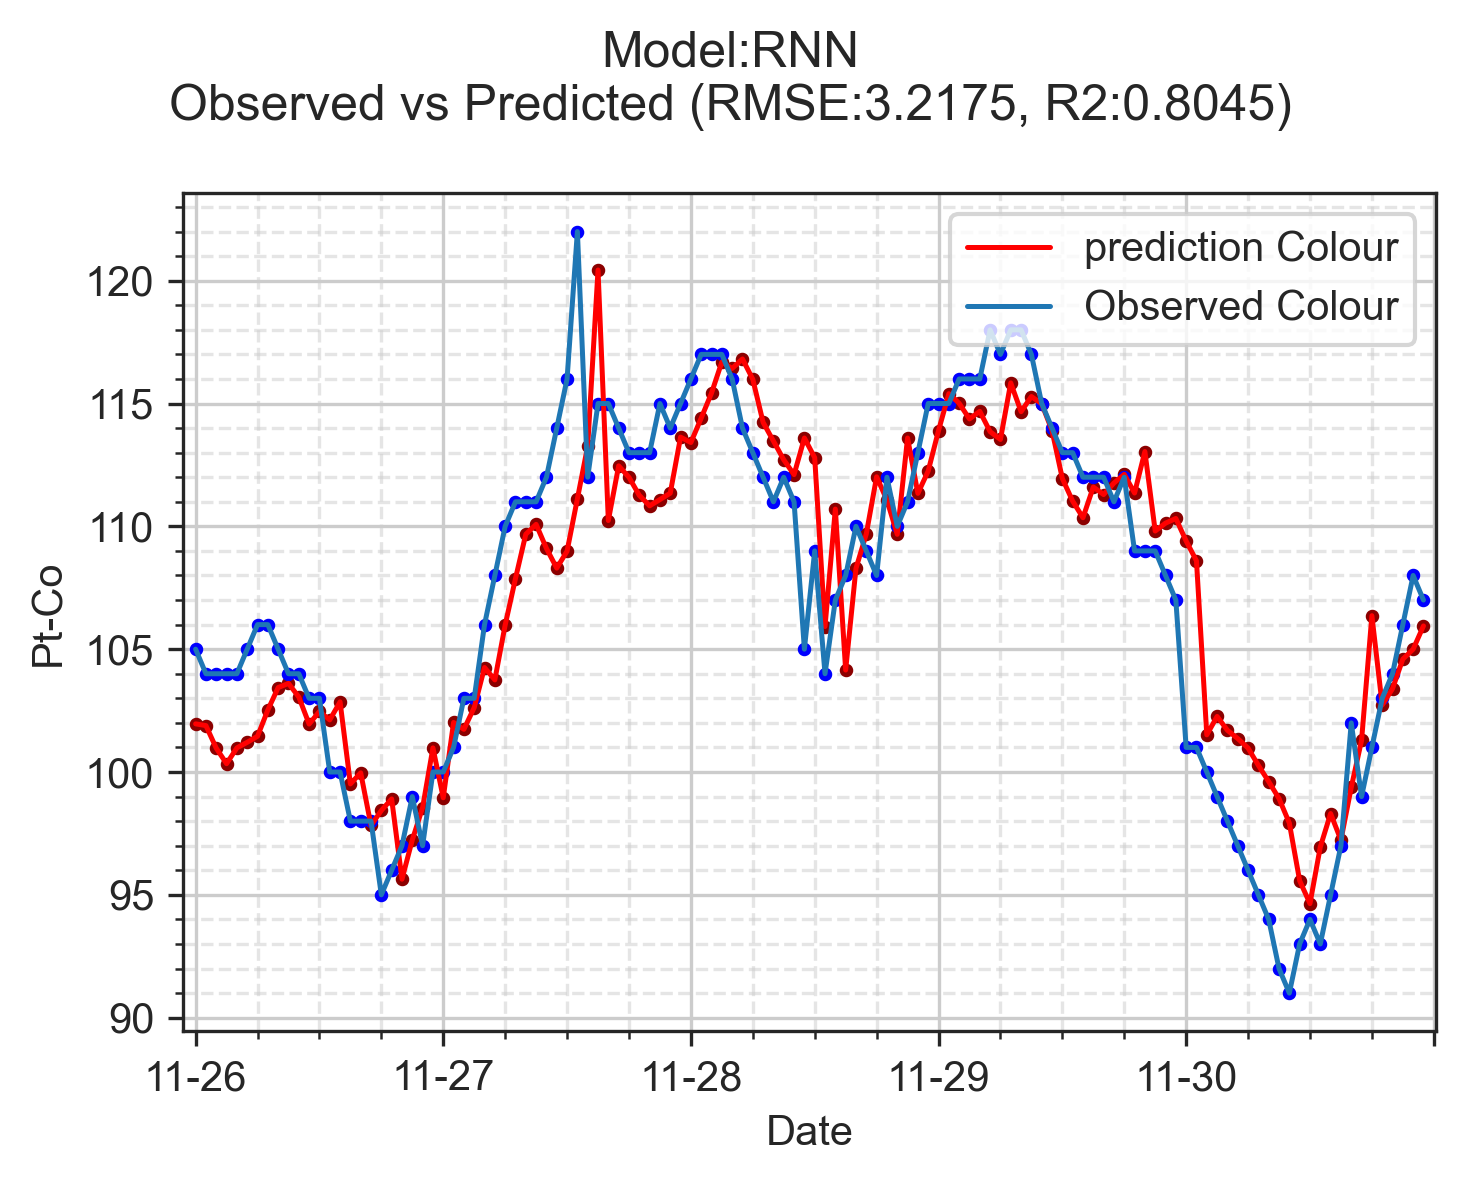 Model:RNN
Observed vs Predicted (RMSE:3.2175, R2:0.8045)
prediction Colour
Observed Colour
120
115
110
105
100
95
90
Pt-Co
11-26 11-27 11-28 11-29 11-30
Date